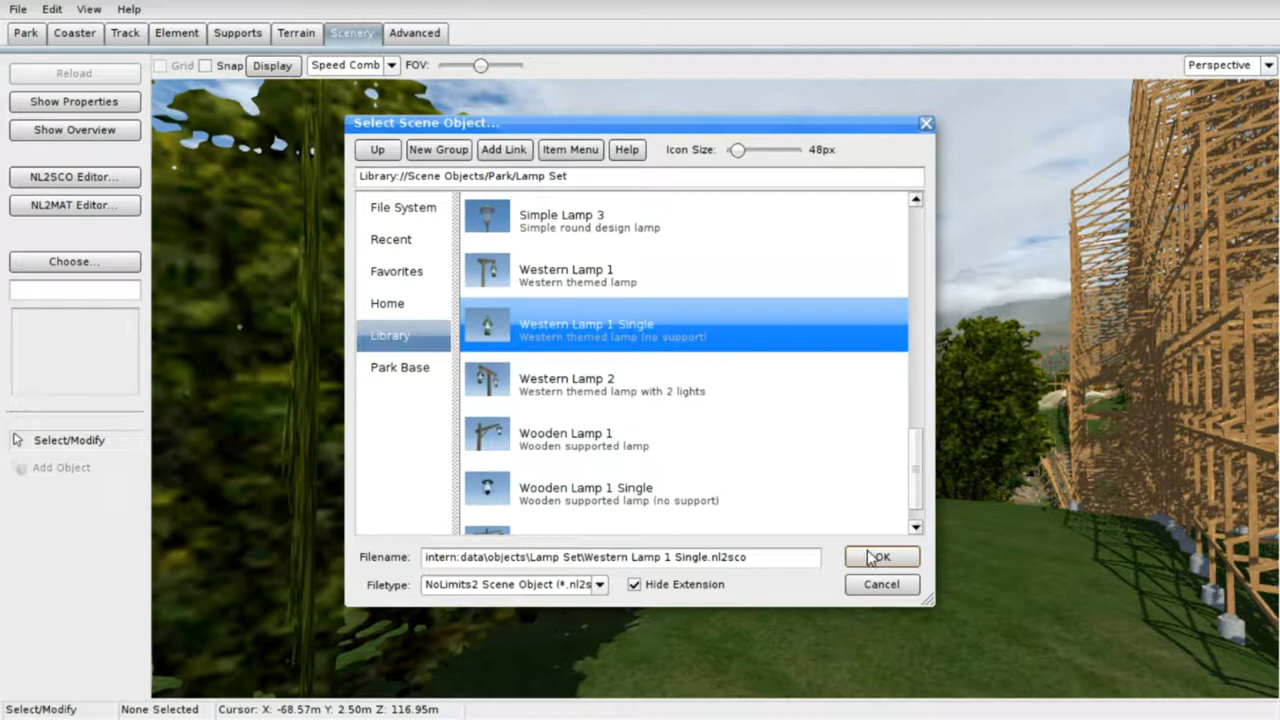 File Edit View Help
Park Coaster Track Element Supports Terrain Scenery Advanced
Reload Grid Snap Display Speed Comb FOV: Perspective
Show Properties
Show Overview
NL2SCO Editor...
NL2MAT Editor...
Choose...
Select/Modify
Add Object
Select Scene Object...
Up New Group Add Link Item Menu Help Icon Size: 48px
Library://Scene Objects/Park/Lamp Set
File System
Recent
Favorites
Home
Library
Park Base
Simple Lamp 3
Simple round design lamp
Western Lamp 1
Western themed lamp
Western Lamp 1 Single
Western themed lamp (no support)
Western Lamp 2
Western themed lamp with 2 lights
Wooden Lamp 1
Wooden supported lamp
Wooden Lamp 1 Single
Wooden supported lamp (no support)
Filename: intern:data\objects\Lamp Set\Western Lamp 1 Single.nl2sco OK
Filetype: NoLimits2 Scene Object (*.nl2s Hide Extension Cancel
Select/Modify None Selected Cursor: X: -68.57m Y: 2.50m Z: 116.95m